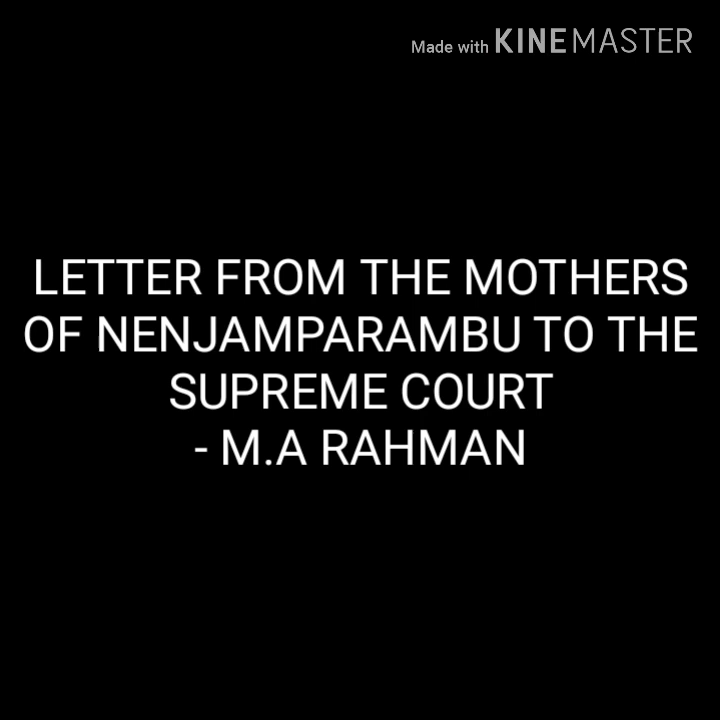 Made with KINEMASTER
LETTER FROM THE MOTHERS
OF NENJAMPARAMBU TO THE
SUPREME COURT
- M.A RAHMAN